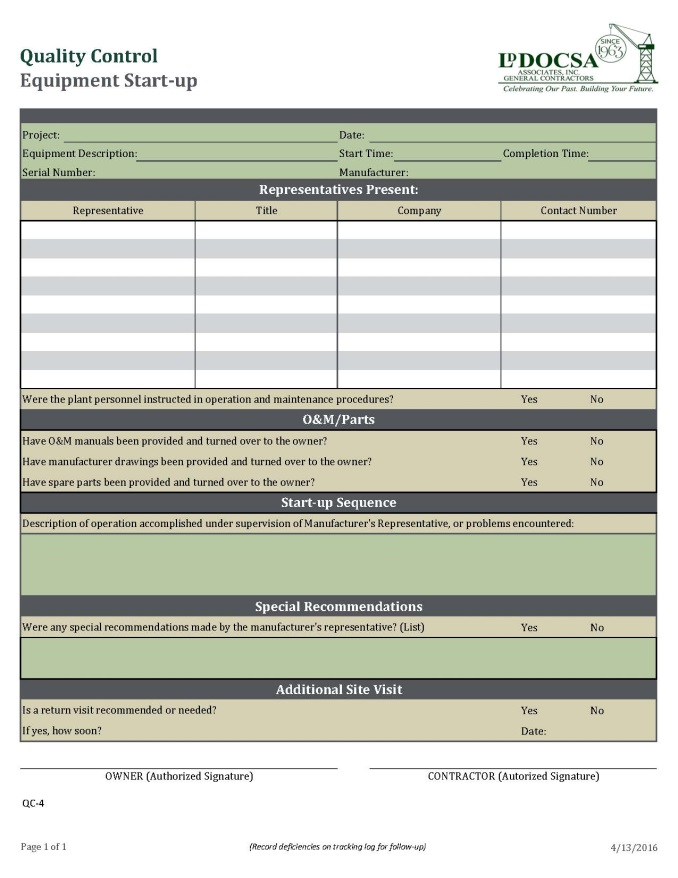 Quality Control
Equipment Start-up
SINCE
1963
LPDOCSA
ASSOCIATES, INC.
GENERAL CONTRACTORS
Celebrating Our Past. Building Your Future.
Project: Date:
Equipment Description: Start Time: Completion Time:
Serial Number: Manufacturer:
Representatives Present:
Representative Title Company Contact Number
Were the plant personnel instructed in operation and maintenance procedures? Yes No
O&M/Parts
Have O&M manuals been provided and turned over to the owner? Yes No
Have manufacturer drawings been provided and turned over to the owner? Yes No
Have spare parts been provided and turned over to the owner? Yes No
Start-up Sequence
Description of operation accomplished under supervision of Manufacturer's Representative, or problems encountered:
Special Recommendations
Were any special recommendations made by the manufacturer's representative? (List) Yes No
Additional Site Visit
Is a return visit recommended or needed? Yes No
If yes, how soon? Date:
OWNER (Authorized Signature) CONTRACTOR (Autorized Signature)
QC-4
Page 1 of 1 (Record deficiencies on tracking log for follow-up) 4/13/2016